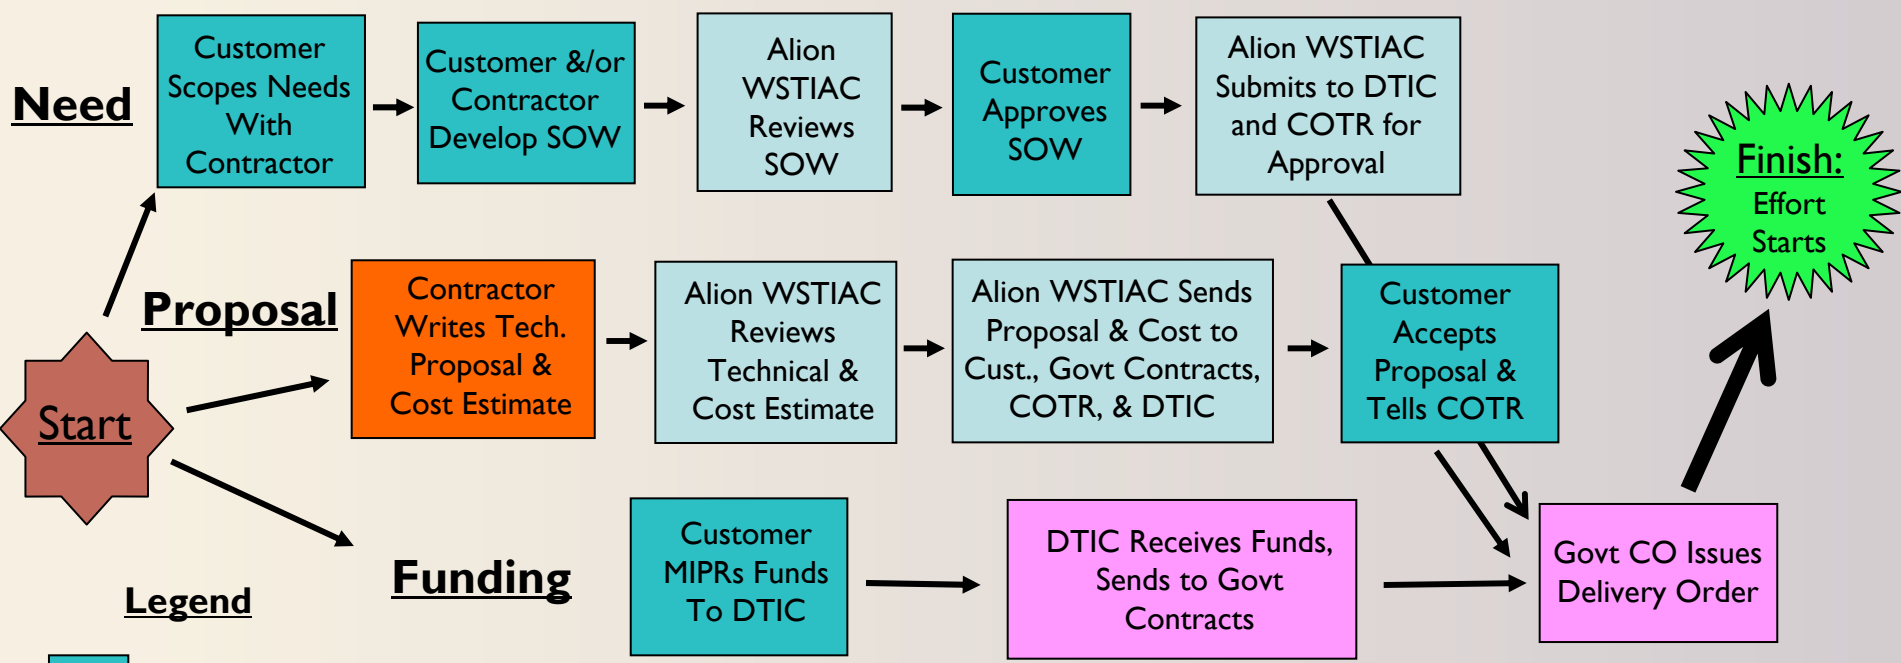 Need
Customer
Scopes Needs
With
Contractor
Customer &/or
Contractor
Develop SOW
Alion
WSTIAC
Reviews
SOW
Customer
Approves
SOW
Alion WSTIAC
Submits to DTIC
and COTR for
Approval
Finish:
Effort
Starts
Start
Proposal
Contractor
Writes Tech.
Proposal &
Cost Estimate
Alion WSTIAC
Reviews
Technical &
Cost Estimate
Alion WSTIAC Sends
Proposal & Cost to
Cust., Govt Contracts,
COTR, & DTIC
Customer
Accepts
Proposal &
Tells COTR
Funding
Customer
MIPRs Funds
To DTIC
DTIC Receives Funds,
Sends to Govt
Contracts
Govt CO Issues
Delivery Order
Legend